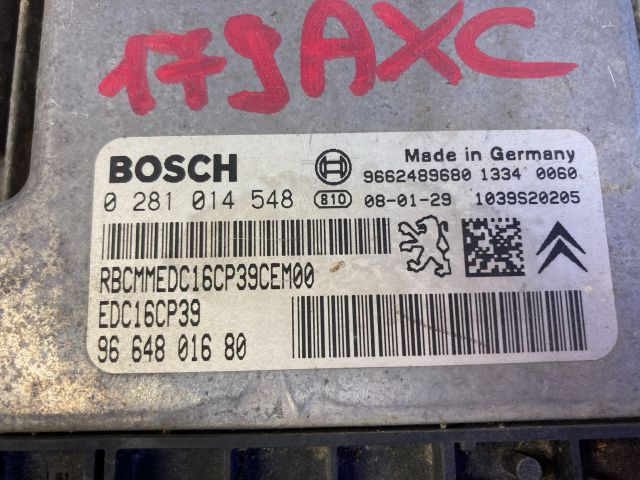 179AXC
BOSCH
Made in Germany
9662489680 1334 0060
0 281 014 548
810
08-01-29 1039S20205
RBCMMEDC16CP39CEM00
EDC16CP39
96 648 016 80